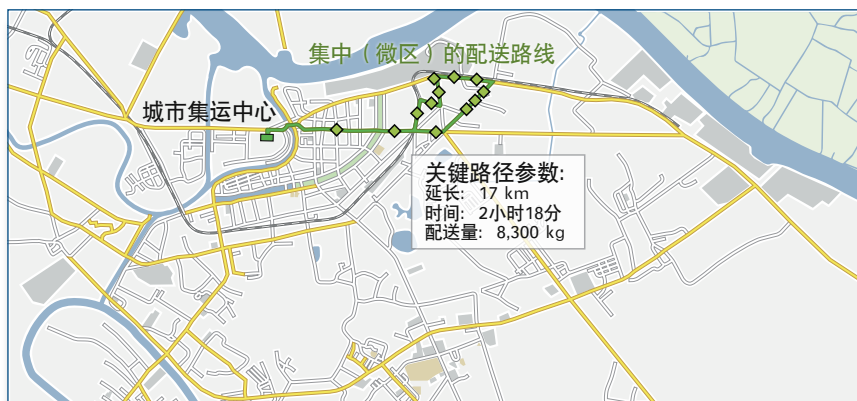 集中（微区）的配送路线
城市集运中心
关键路径参数:
延长: 17 km
时间: 2小时18分
配送量: 8,300 kg